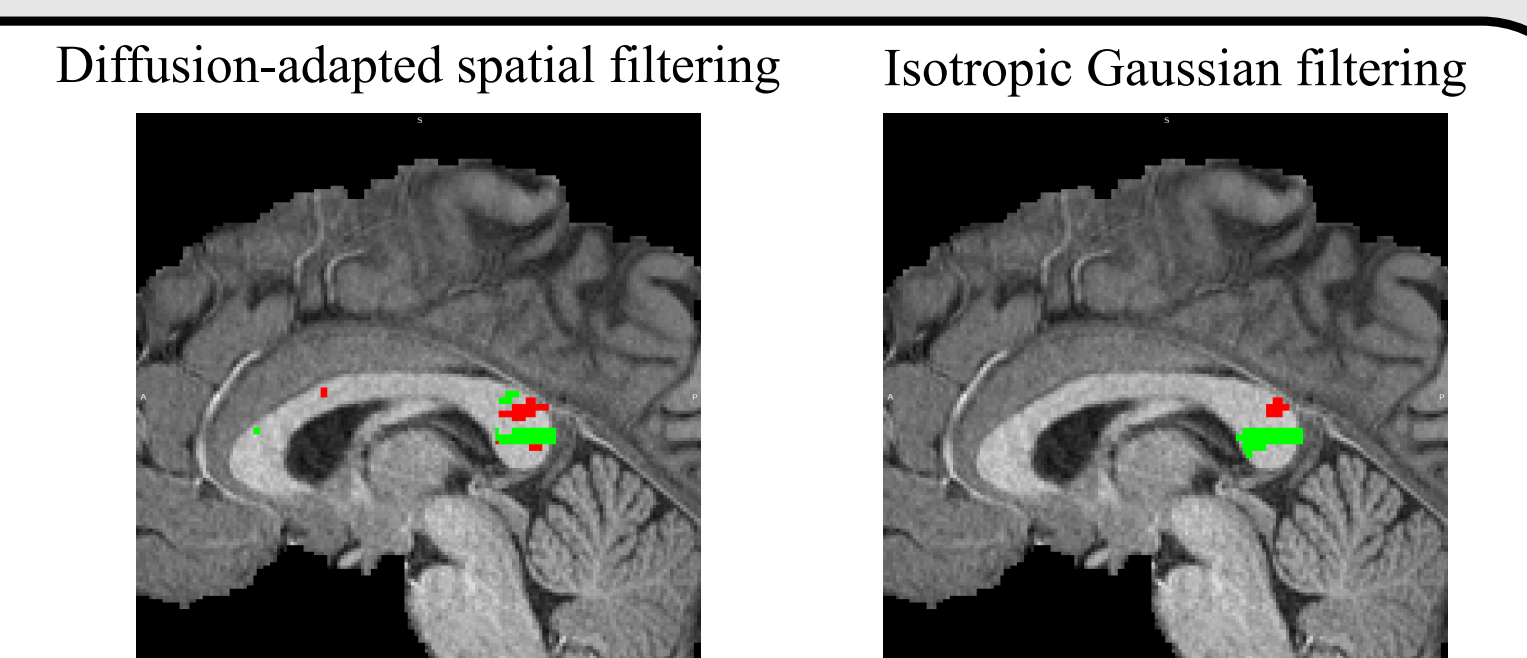 Diffusion-adapted spatial filtering
Isotropic Gaussian filtering
S
S
A
P
A
P